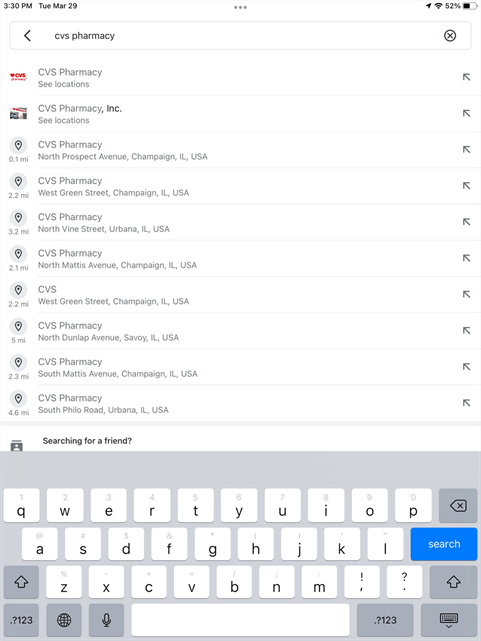 3:30 PM Tue Mar 29
52%
cvs pharmacy
CVS pharmacy
CVS Pharmacy
See locations
CVS Pharmacy, Inc.
See locations
CVS Pharmacy
0.1 mi North Prospect Avenue, Champaign, IL, USA
CVS Pharmacy
2.2 mi West Green Street, Champaign, IL, USA
CVS Pharmacy
3.2 mi North Vine Street, Urbana, IL, USA
CVS Pharmacy
2.1 mi North Mattis Avenue, Champaign, IL, USA
CVS
2.2 mi West Green Street, Champaign, IL, USA
CVS Pharmacy
5 mi North Dunlap Avenue, Savoy, IL, USA
CVS Pharmacy
2.3 mi South Mattis Avenue, Champaign, IL, USA
CVS Pharmacy
4.6 mi South Philo Road, Urbana, IL, USA
Searching for a friend?
1 2 3 4 5 6 7 8 9 0
q w e r t y u i o p
@ # $ & * ( ) ' "
a s d f g h j k l search
% - + = / ; : ! ?
z x c v b n m , .
.?123 .?123